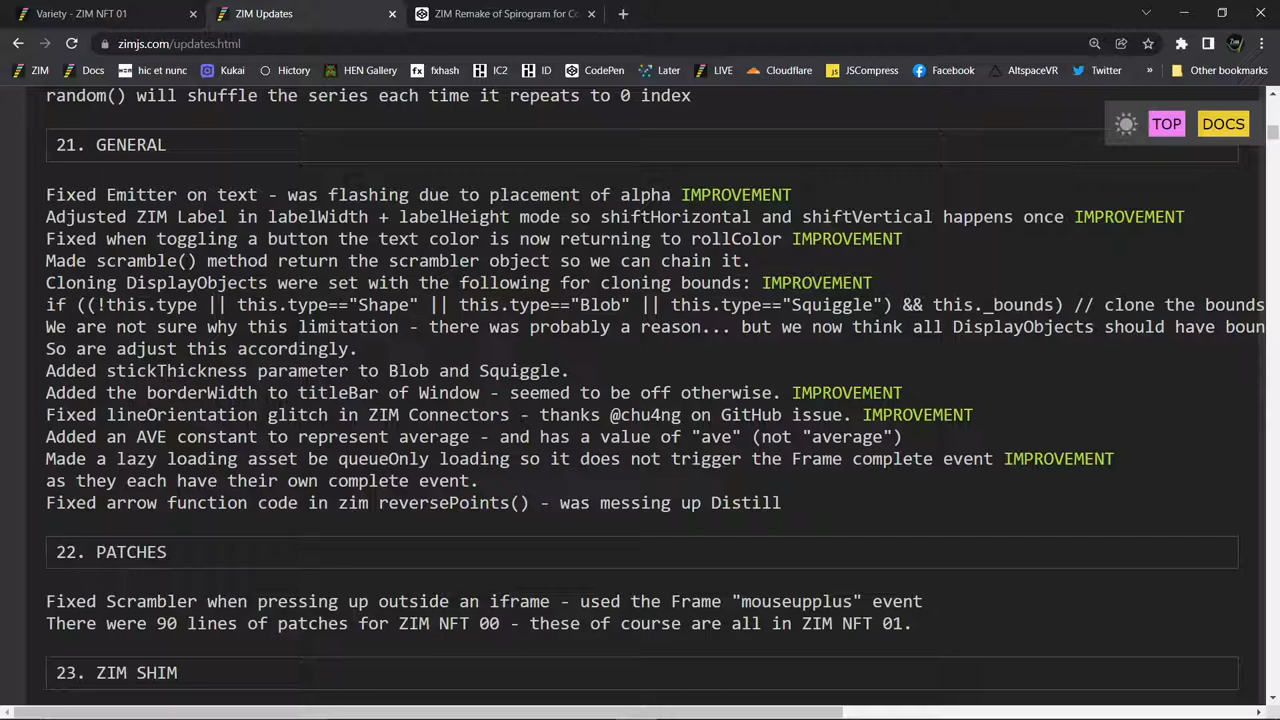 Variety - ZIM NFT 01
ZIM Updates
ZIM Remake of Spirogram for Co
zimjs.com/updates.html
ZIM
Docs
hic et nunc
Kukai
Hictory
HEN Gallery
fxhash
IC2
ID
CodePen
Later
LIVE
Cloudflare
JSCompress
Facebook
AltspaceVR
Twitter
»
Other bookmarks
random() will shuffle the series each time it repeats to 0 index
TOP
DOCS
21. GENERAL
Fixed Emitter on text - was flashing due to placement of alpha IMPROVEMENT
Adjusted ZIM Label in labelWidth + labelHeight mode so shiftHorizontal and shiftVertical happens once IMPROVEMENT
Fixed when toggling a button the text color is now returning to rollColor IMPROVEMENT
Made scramble() method return the scrambler object so we can chain it.
Cloning DisplayObjects were set with the following for cloning bounds: IMPROVEMENT
if ((!this.type || this.type=="Shape" || this.type=="Blob" || this.type=="Squiggle") && this._bounds) // clone the bounds
We are not sure why this limitation - there was probably a reason... but we now think all DisplayObjects should have boun
So are adjust this accordingly.
Added stickThickness parameter to Blob and Squiggle.
Added the borderWidth to titleBar of Window - seemed to be off otherwise. IMPROVEMENT
Fixed lineOrientation glitch in ZIM Connectors - thanks @chu4ng on GitHub issue. IMPROVEMENT
Added an AVE constant to represent average - and has a value of "ave" (not "average")
Made a lazy loading asset be queueOnly loading so it does not trigger the Frame complete event IMPROVEMENT
as they each have their own complete event.
Fixed arrow function code in zim reversePoints() - was messing up Distill
22. PATCHES
Fixed Scrambler when pressing up outside an iframe - used the Frame "mouseupplus" event
There were 90 lines of patches for ZIM NFT 00 - these of course are all in ZIM NFT 01.
23. ZIM SHIM